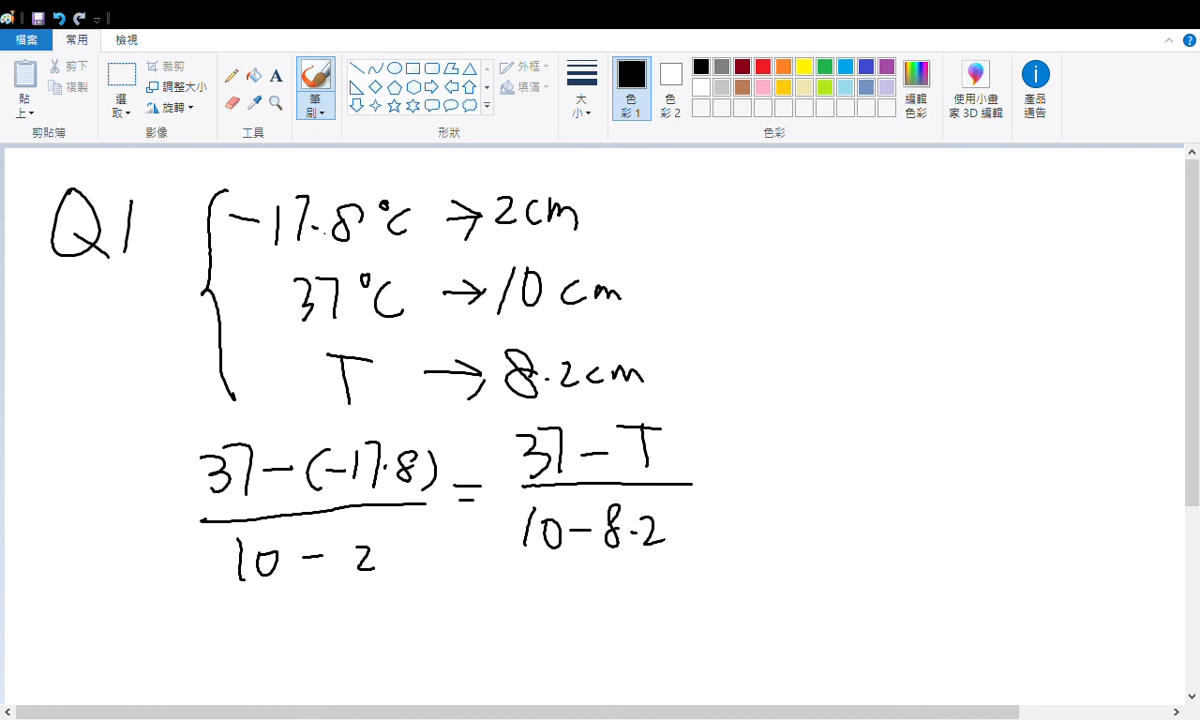 檔案 常用 檢視
剪下
複製
貼上
剪貼簿
選取
裁剪
調整大小
旋轉
影像
A
工具
筆刷
外框
填滿
形狀
大小
色彩 1
色彩 2
編輯色彩
色彩
使用小畫家 3D 編輯
產品通告
Q1
-17.8°C → 2cm
37°C → 10cm
T → 8.2cm
37-(-17.8) = 37-T
10-2 10-8.2